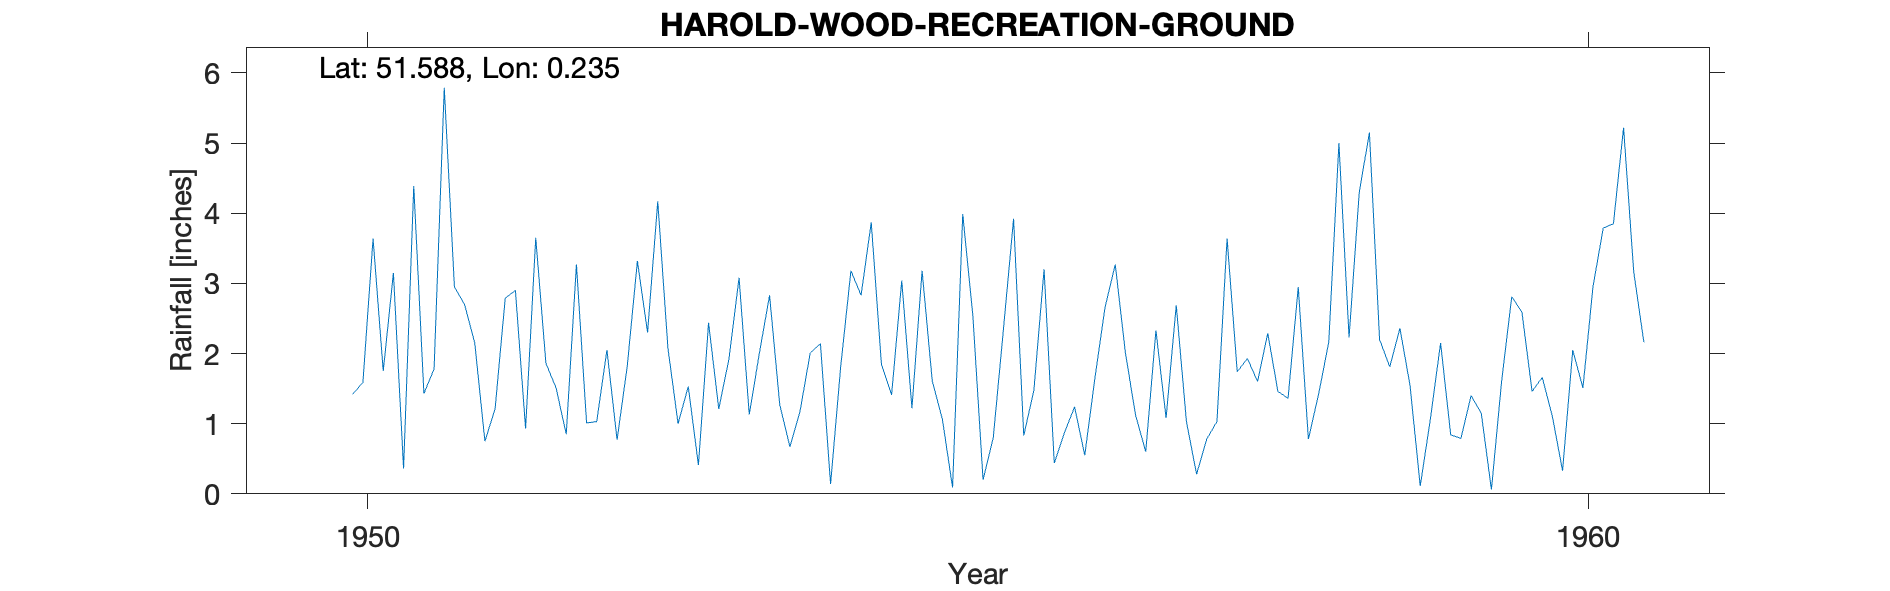 HAROLD-WOOD-RECREATION-GROUND
Lat: 51.588, Lon: 0.235
6
5
4
3
2
1
0
Rainfall [inches]
1950 1960
Year